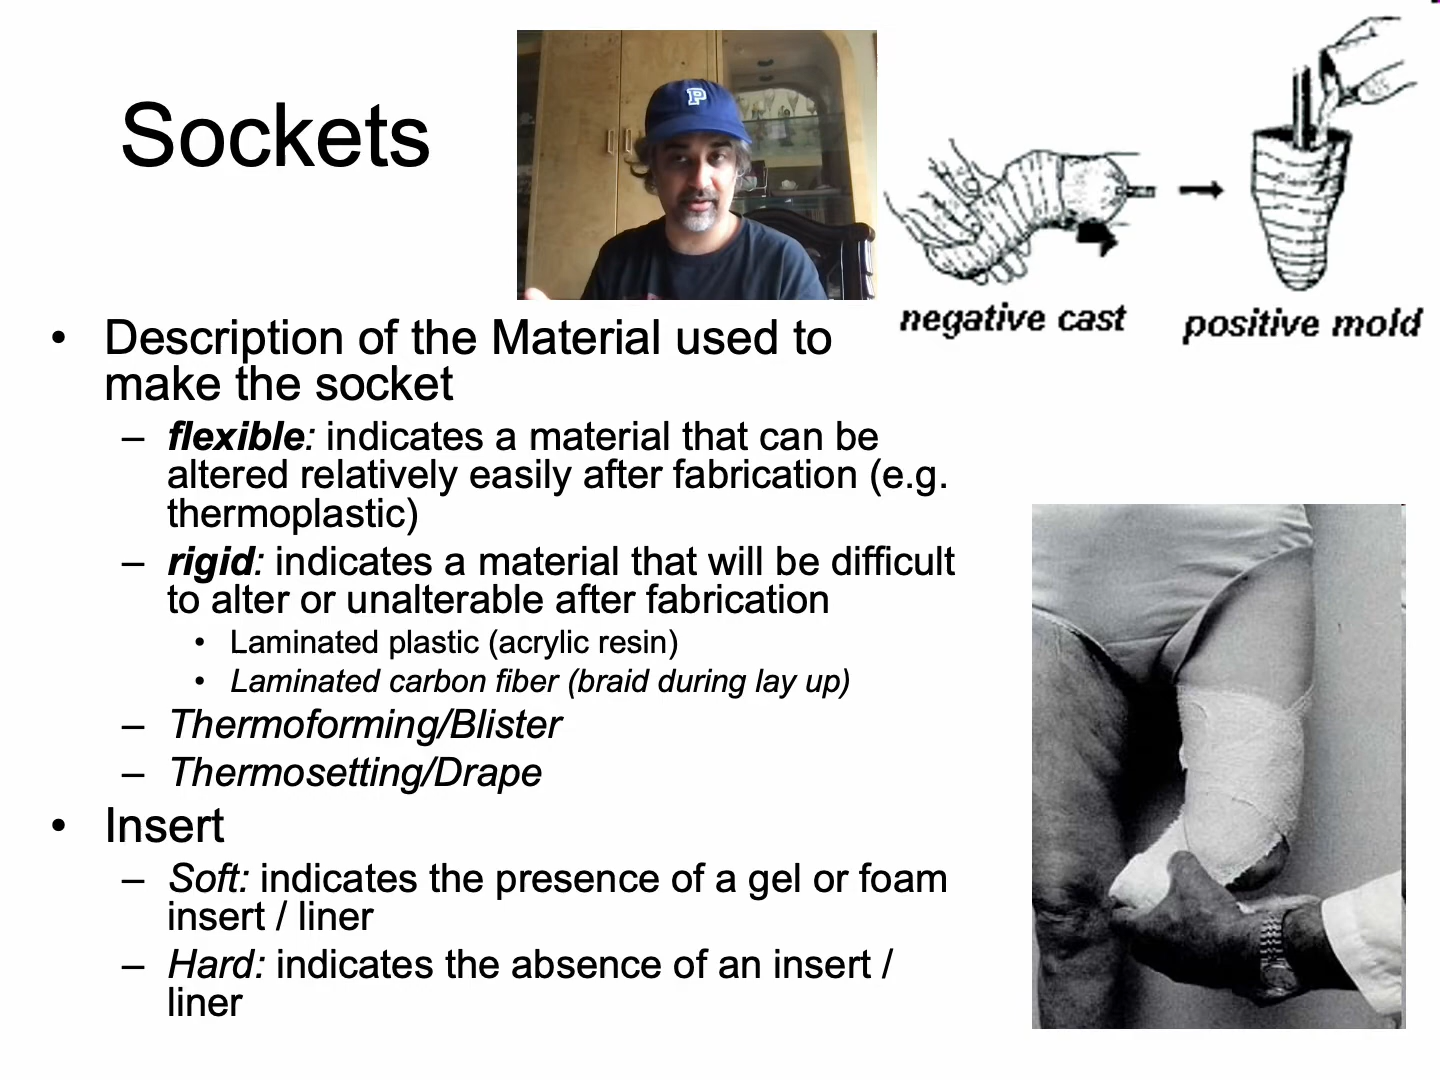 Sockets
P
negative cast
positive mold
• Description of the Material used to
make the socket
– flexible: indicates a material that can be
altered relatively easily after fabrication (e.g.
thermoplastic)
– rigid: indicates a material that will be difficult
to alter or unalterable after fabrication
• Laminated plastic (acrylic resin)
• Laminated carbon fiber (braid during lay up)
– Thermoforming/Blister
– Thermosetting/Drape
• Insert
– Soft: indicates the presence of a gel or foam
insert / liner
– Hard: indicates the absence of an insert /
liner